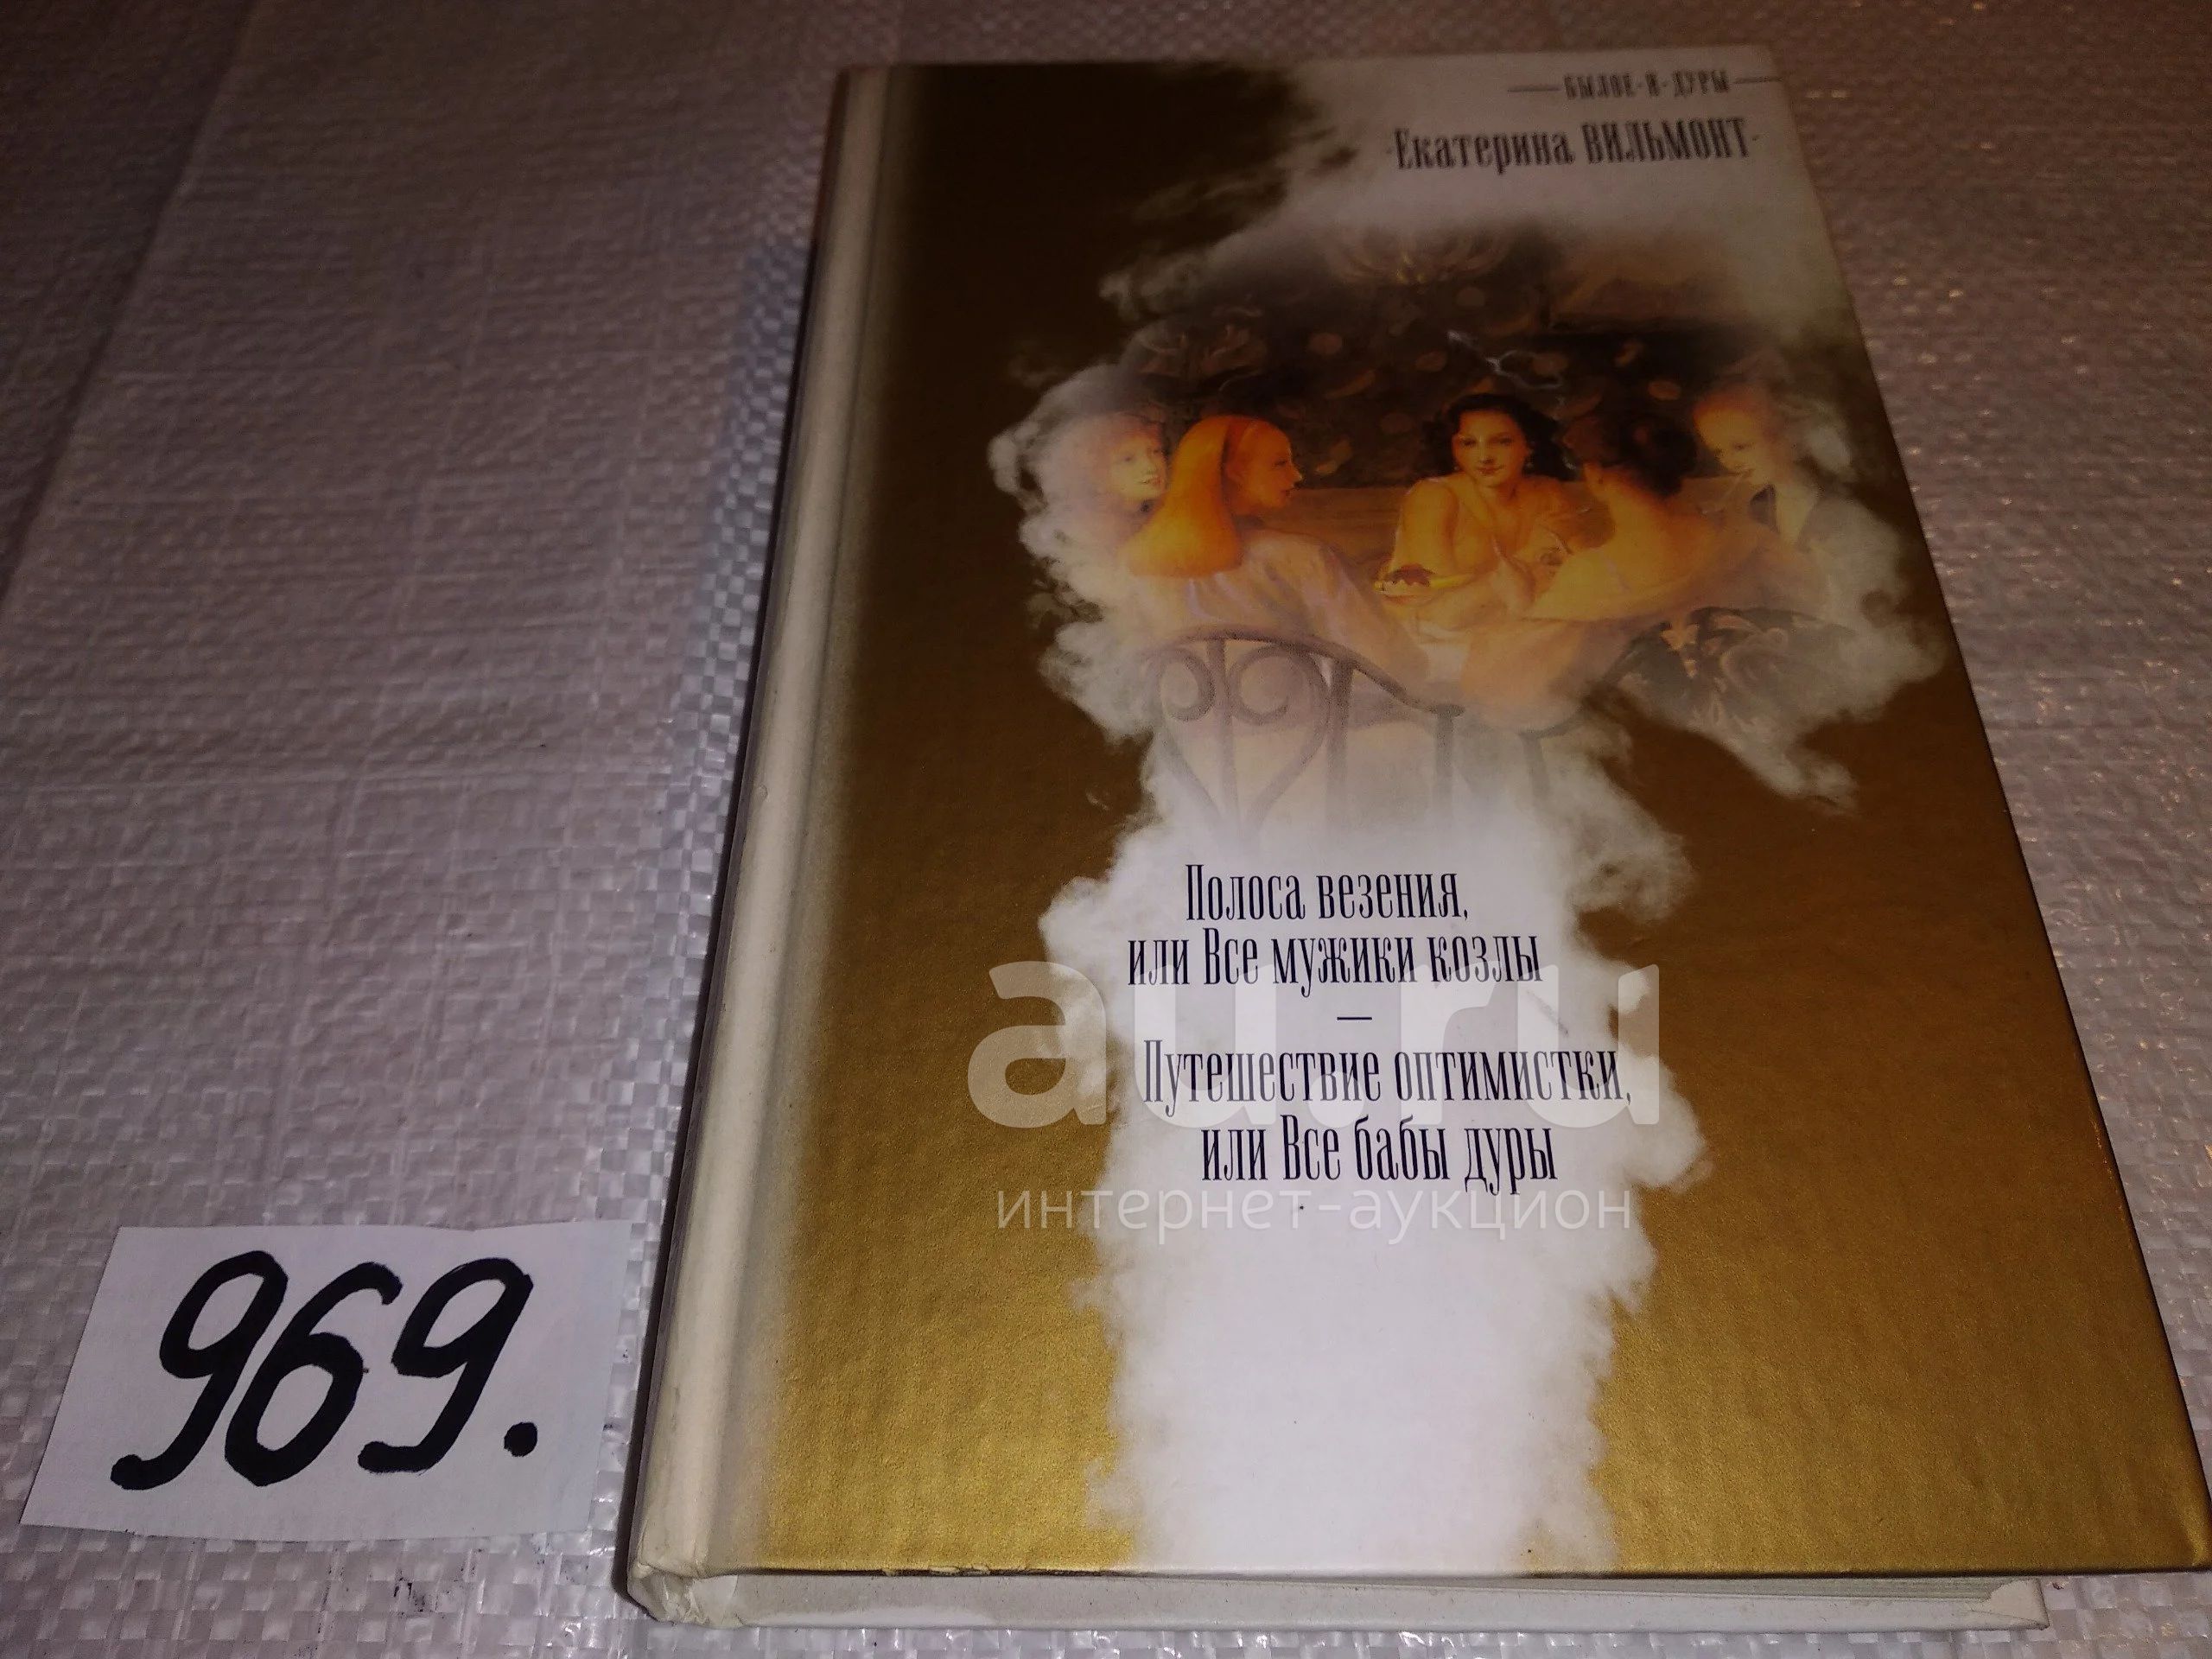 БЫЛОЕ-И-ДУРЫ
Екатерина ВИЛЬМОНТ
Полоса везения,
или Все мужики козлы
—
Путешествие оптимистки,
или Все бабы дуры
au.ru
интернет-аукцион
969.